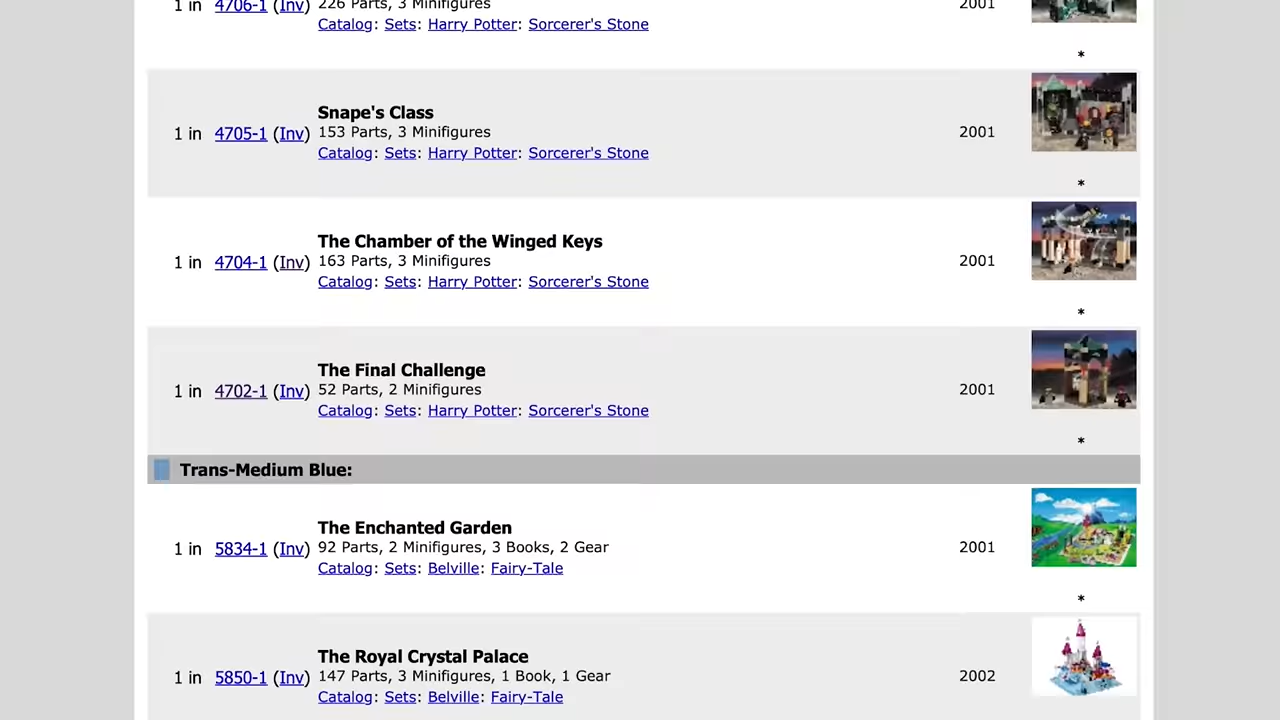 1 in 4706-1 (Inv) 226 Parts, 3 Minifigures 2001
Catalog: Sets: Harry Potter: Sorcerer's Stone
*
Snape's Class
1 in 4705-1 (Inv) 153 Parts, 3 Minifigures 2001
Catalog: Sets: Harry Potter: Sorcerer's Stone
*
The Chamber of the Winged Keys
1 in 4704-1 (Inv) 163 Parts, 3 Minifigures 2001
Catalog: Sets: Harry Potter: Sorcerer's Stone
*
The Final Challenge
1 in 4702-1 (Inv) 52 Parts, 2 Minifigures 2001
Catalog: Sets: Harry Potter: Sorcerer's Stone
*
Trans-Medium Blue:
The Enchanted Garden
1 in 5834-1 (Inv) 92 Parts, 2 Minifigures, 3 Books, 2 Gear 2001
Catalog: Sets: Belville: Fairy-Tale
*
The Royal Crystal Palace
1 in 5850-1 (Inv) 147 Parts, 3 Minifigures, 1 Book, 1 Gear 2002
Catalog: Sets: Belville: Fairy-Tale